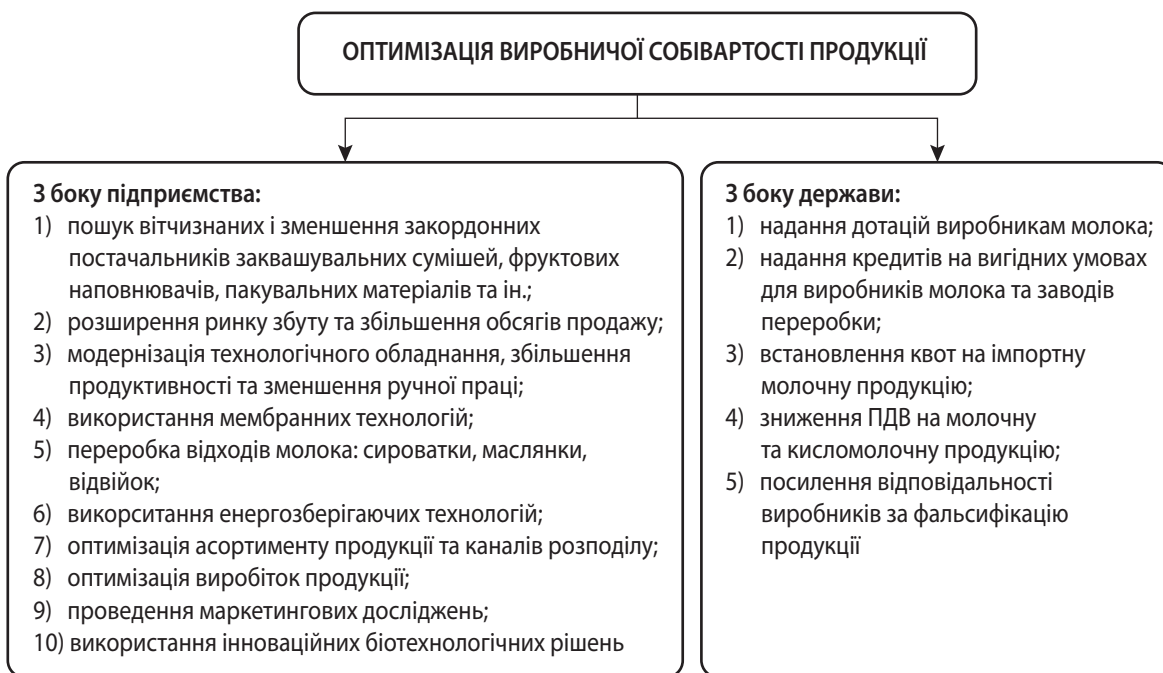 ОПТИМІЗАЦІЯ ВИРОБНИЧОЇ СОБІВАРТОСТІ ПРОДУКЦІЇ
З боку підприємства:
1) пошук вітчизнаних і зменшення закордонних
постачальників заквашувальних сумішей, фруктових
наповнювачів, пакувальних матеріалів та ін.;
2) розширення ринку збуту та збільшення обсягів продажу;
3) модернізація технологічного обладнання, збільшення
продуктивності та зменшення ручної праці;
4) використання мембранних технологій;
5) переробка відходів молока: сироватки, маслянки,
відвійок;
6) викорситання енергозберігаючих технологій;
7) оптимізація асортименту продукції та каналів розподілу;
8) оптимізація виробіток продукції;
9) проведення маркетингових досліджень;
10) використання інноваційних біотехнологічних рішень
З боку держави:
1) надання дотацій виробникам молока;
2) надання кредитів на вигідних умовах
для виробників молока та заводів
переробки;
3) встановлення квот на імпортну
молочну продукцію;
4) зниження ПДВ на молочну
та кисломолочну продукцію;
5) посилення відповідальності
виробників за фальсифікацію
продукції